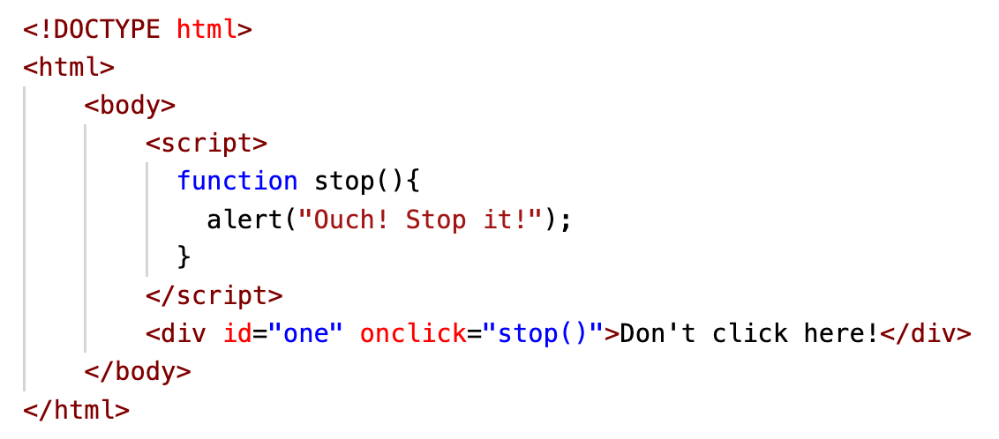 <!DOCTYPE html>
<html>
    <body>
        <script>
          function stop(){
            alert("Ouch! Stop it!");
          }
        </script>
        <div id="one" onclick="stop()">Don't click here!</div>
    </body>
</html>